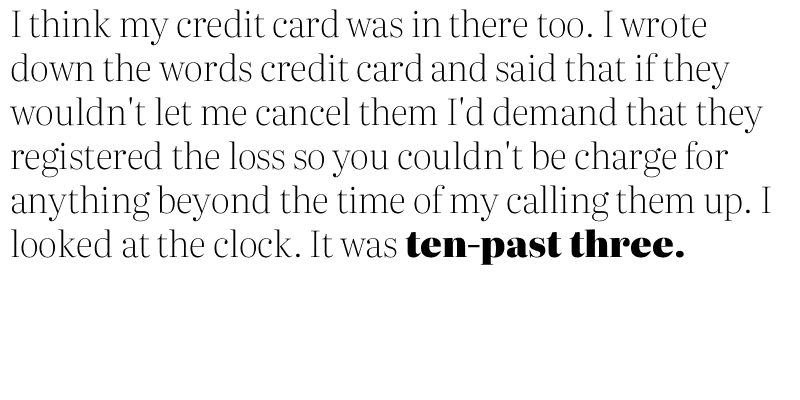 I think my credit card was in there too. I wrote
down the words credit card and said that if they
wouldn't let me cancel them I'd demand that they
registered the loss so you couldn't be charge for
anything beyond the time of my calling them up. I
looked at the clock. It was ten-past three.